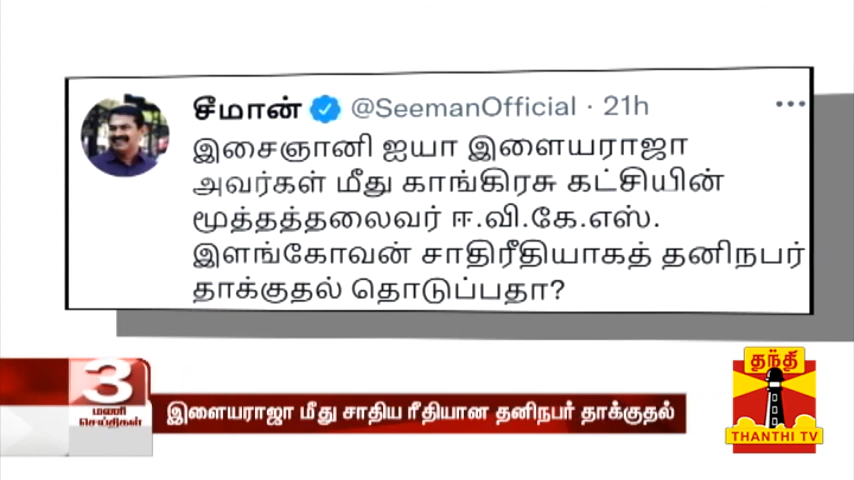 சீமான் @SeemanOfficial · 21h
இசைஞானி ஐயா இளையராஜா
அவர்கள் மீது காங்கிரசு கட்சியின்
மூத்தத்தலைவர் ஈ.வி.கே.எஸ்.
இளங்கோவன் சாதிரீதியாகத் தனிநபர்
தாக்குதல் தொடுப்பதா?
3
மணி
செய்திகள்
இளையராஜா மீது சாதிய ரீதியான தனிநபர் தாக்குதல்
தந்தி
THANTHI TV